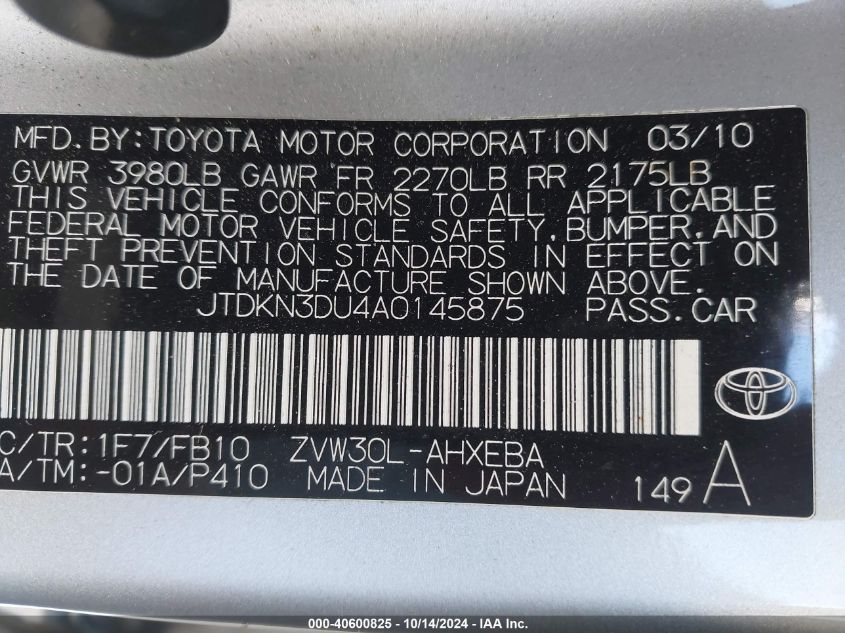 MFD. BY: TOYOTA MOTOR CORPORATION 03/10
GVWR 3980LB GAWR FR 2270LB RR 2175LB
THIS VEHICLE CONFORMS TO ALL APPLICABLE
FEDERAL MOTOR VEHICLE SAFETY, BUMPER, AND
THEFT PREVENTION STANDARDS IN EFFECT ON
THE DATE OF MANUFACTURE SHOWN ABOVE.
JTDKN3DU4A0145875 PASS. CAR
C/TR: 1F7/FB10 ZVW30L-AHXEBA
A/TM: -01A/P410 MADE IN JAPAN 149 A
000-40600825 - 10/14/2024 - IAA Inc.